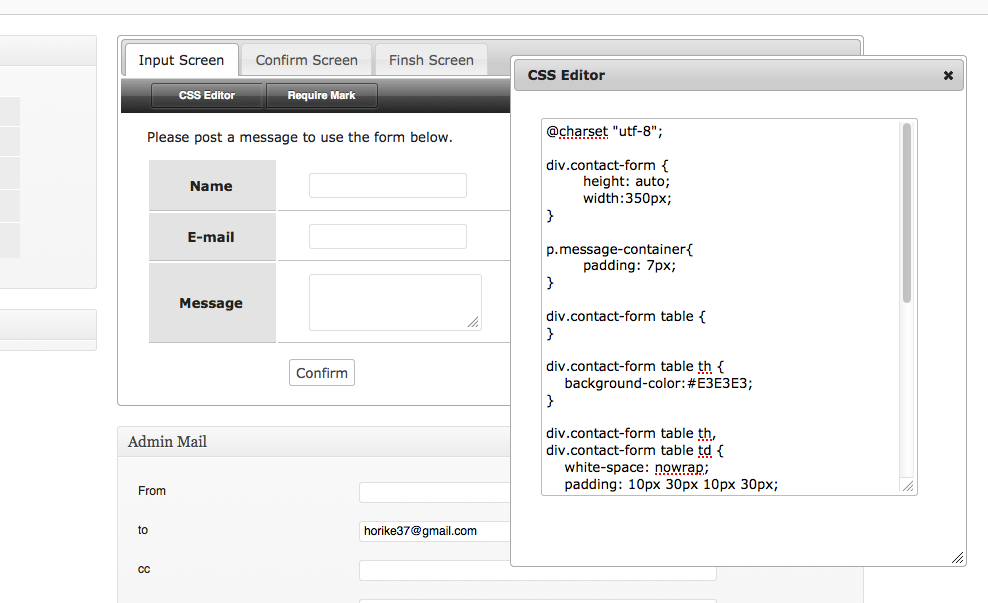 Input Screen
Confirm Screen
Finsh Screen
CSS Editor
Require Mark
Please post a message to use the form below.
Name
E-mail
Message
Confirm
Admin Mail
From
to
horike37@gmail.com
cc
CSS Editor
@charset "utf-8";
div.contact-form {
height: auto;
width:350px;
}
p.message-container{
padding: 7px;
}
div.contact-form table {
}
div.contact-form table th {
background-color:#E3E3E3;
}
div.contact-form table th,
div.contact-form table td {
white-space: nowrap;
padding: 10px 30px 10px 30px;